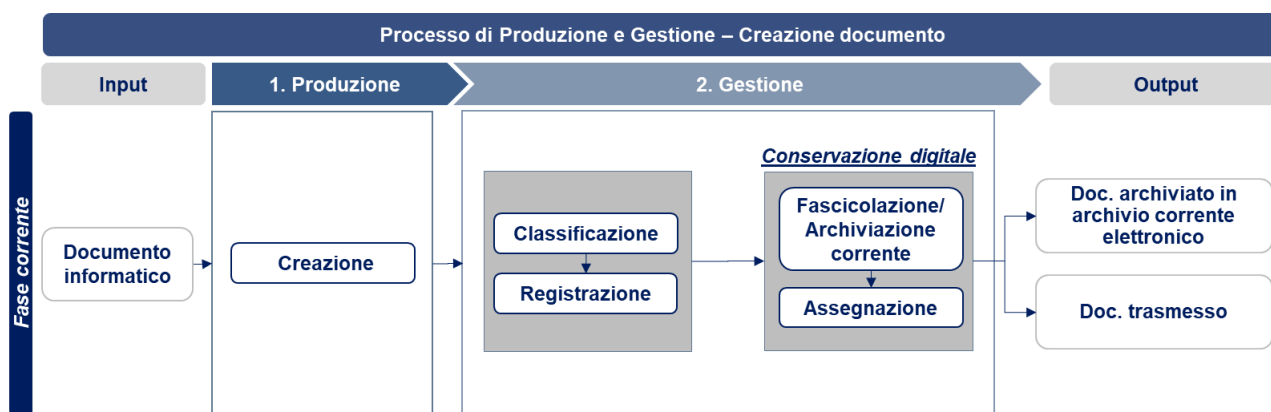 Processo di Produzione e Gestione – Creazione documento
Input
1. Produzione
2. Gestione
Output
Fase corrente
Documento
informatico
Creazione
Classificazione
Registrazione
Conservazione digitale
Fascicolazione/
Archiviazione
corrente
Assegnazione
Doc. archiviato in
archivio corrente
elettronico
Doc. trasmesso